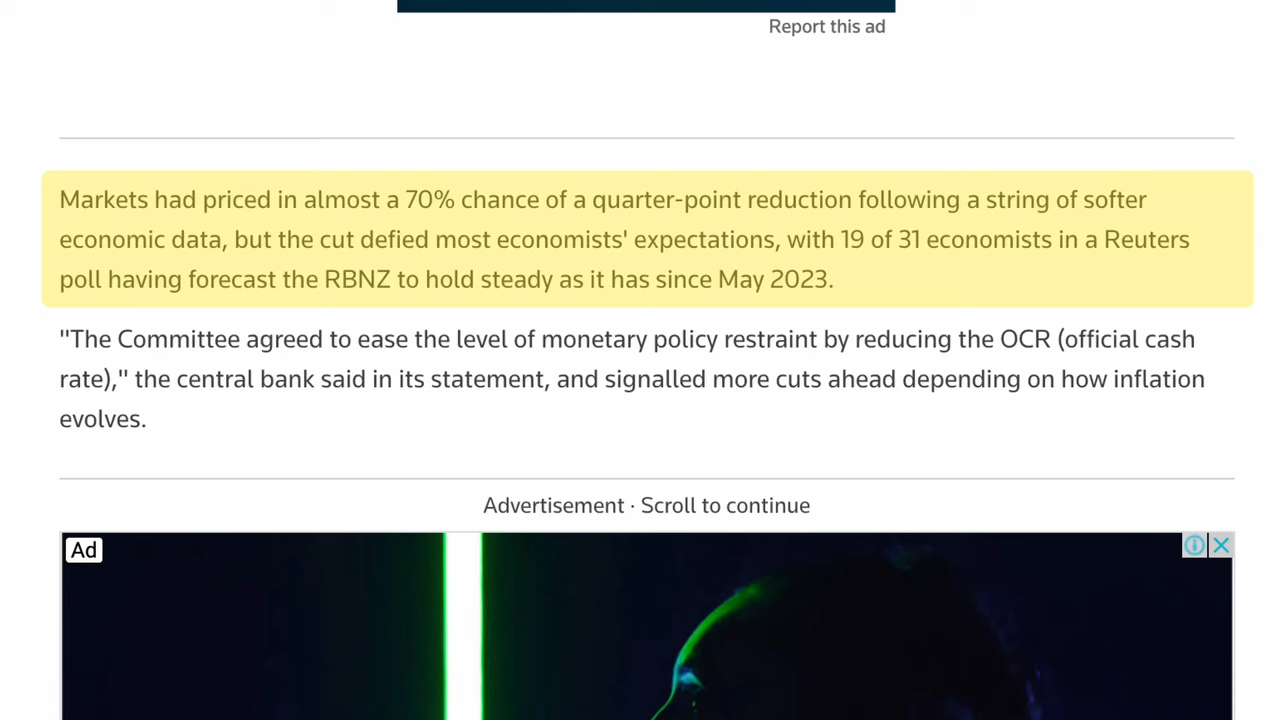 Report this ad
Markets had priced in almost a 70% chance of a quarter-point reduction following a string of softer
economic data, but the cut defied most economists' expectations, with 19 of 31 economists in a Reuters
poll having forecast the RBNZ to hold steady as it has since May 2023.
"The Committee agreed to ease the level of monetary policy restraint by reducing the OCR (official cash
rate)," the central bank said in its statement, and signalled more cuts ahead depending on how inflation
evolves.
Advertisement · Scroll to continue
Ad